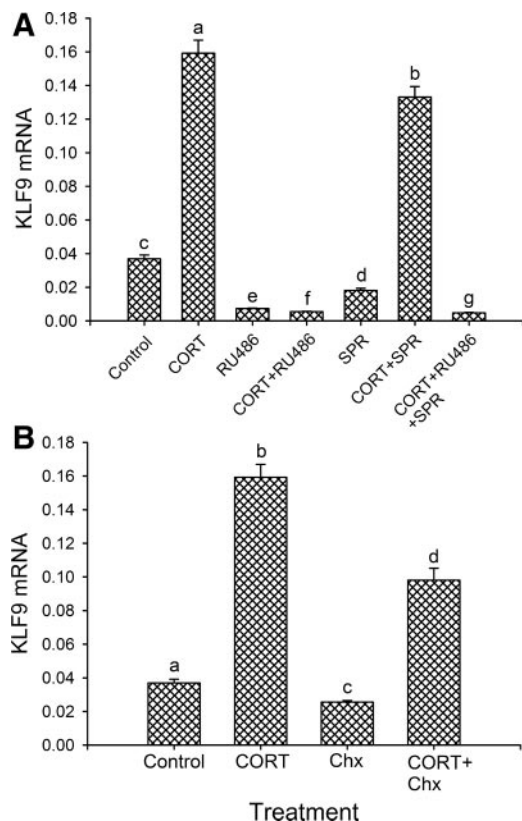 A
KLF9 mRNA
0.18
0.16
0.14
0.12
0.10
0.08
0.06
0.04
0.02
0.00
c
a
e
f
d
b
g
Control
CORT
RU486
CORT+RU486
SPR
CORT+SPR
CORT+RU486
+SPR
B
KLF9 mRNA
0.18
0.16
0.14
0.12
0.10
0.08
0.06
0.04
0.02
0.00
a
b
c
d
Control
CORT
Chx
CORT+
Chx
Treatment